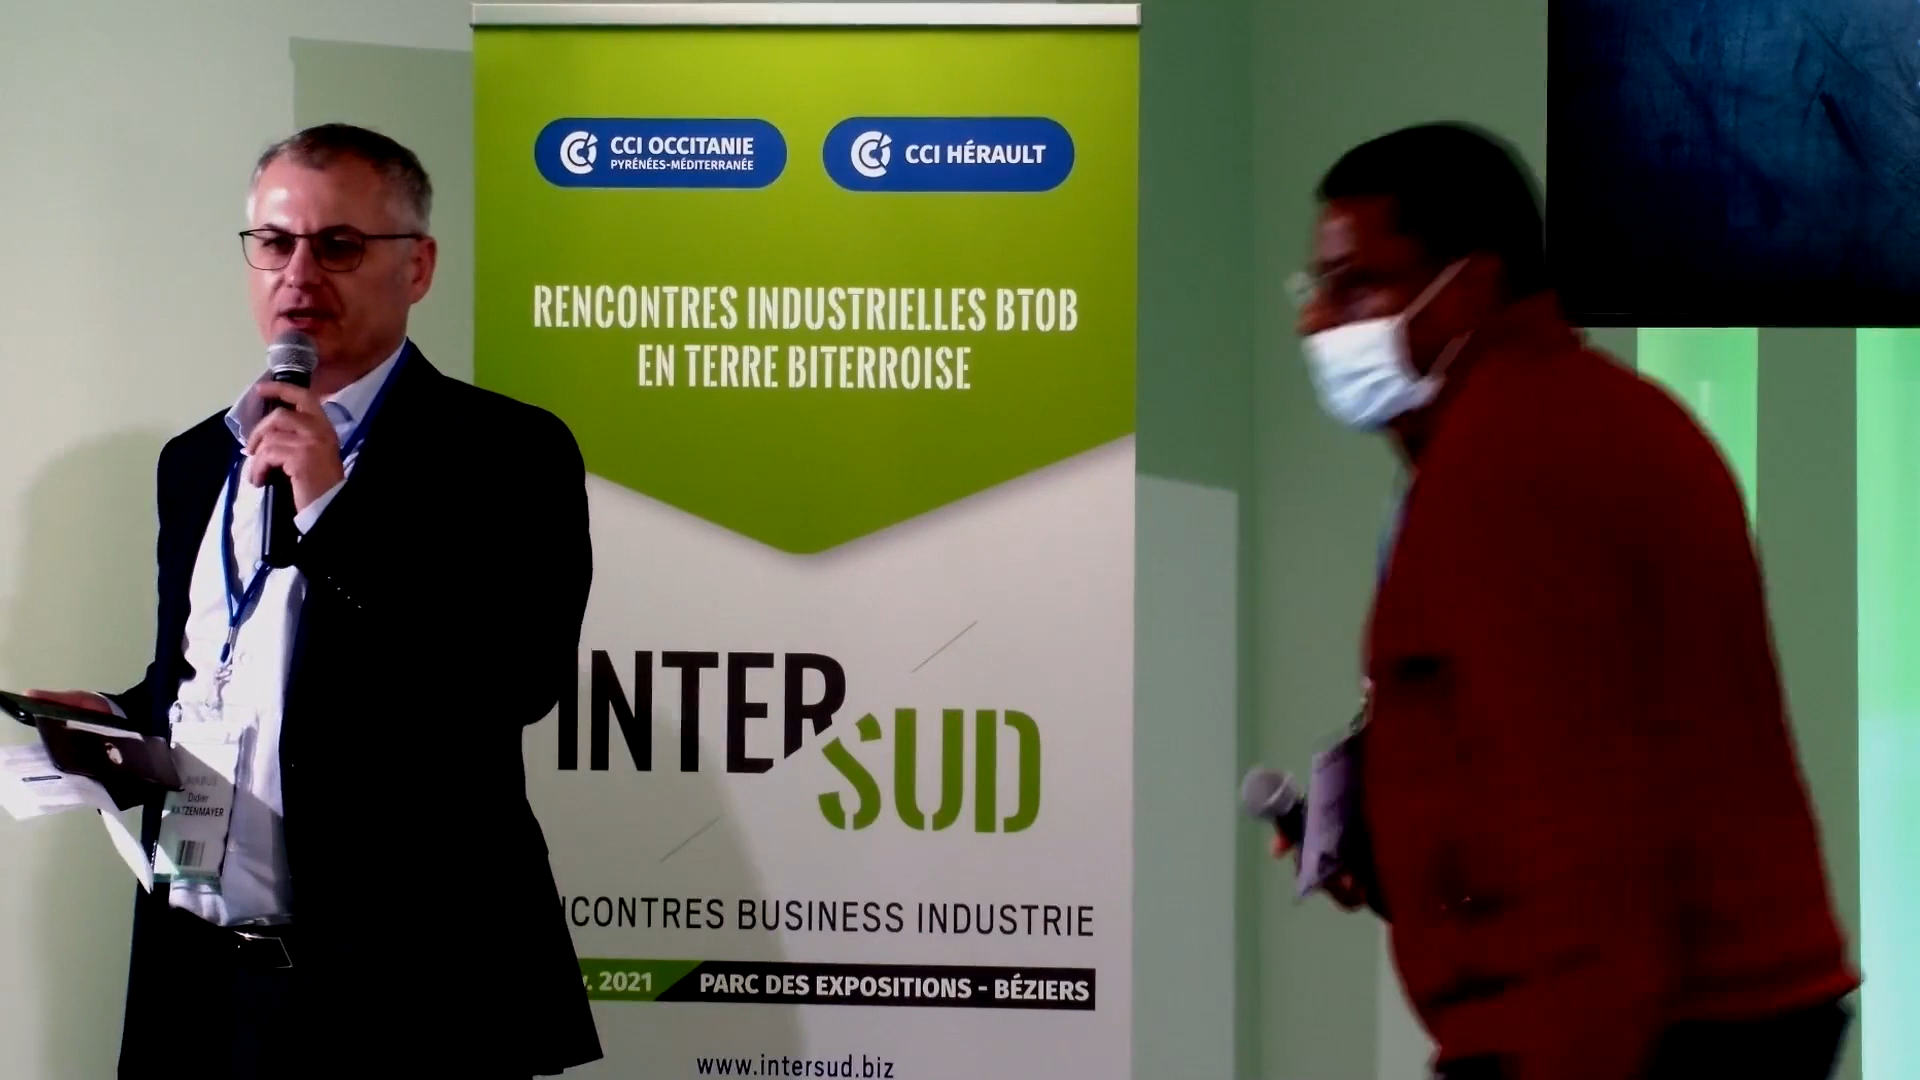 CCI OCCITANIE
PYRÉNÉES-MÉDITERRANÉE
CCI HÉRAULT
RENCONTRES INDUSTRIELLES BTOB
EN TERRE BITERROISE
INTER
SUD
NCONTRES BUSINESS INDUSTRIE
. 2021 PARC DES EXPOSITIONS - BÉZIERS
www.intersud.biz
AIRBUS
Didier
KATZENMAYER